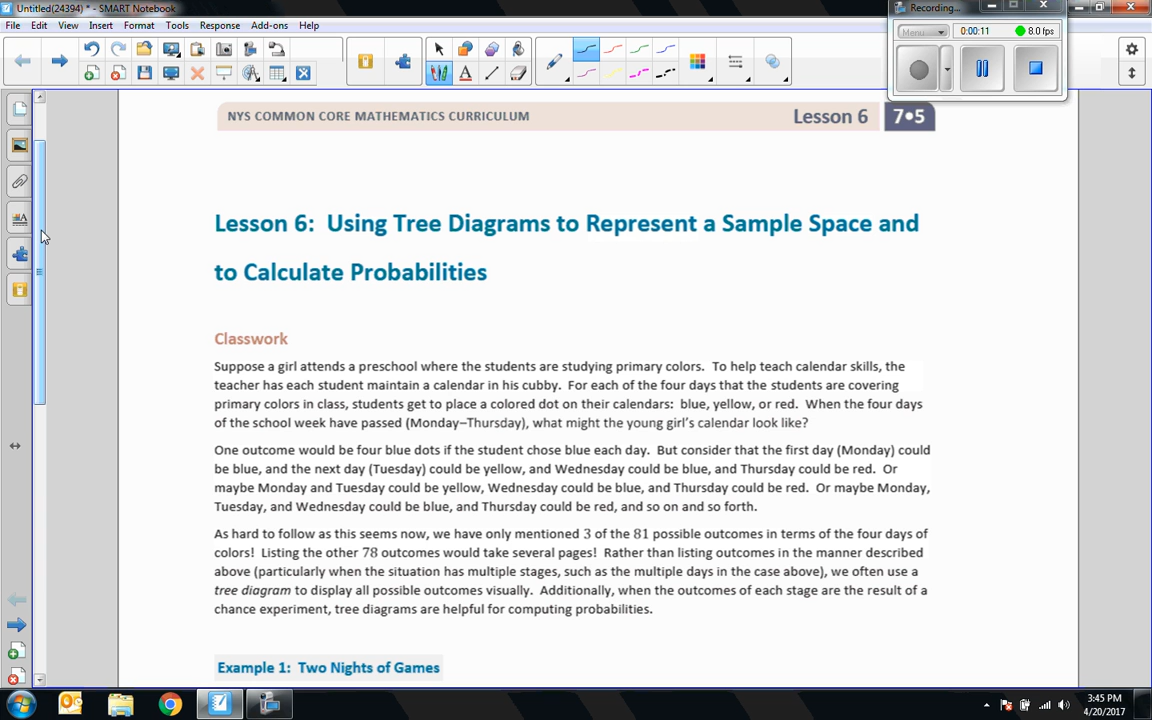 Untitled(24394) * - SMART Notebook
Recording...
File Edit View Insert Format Tools Response Add-ons Help
Menu 0:00:11 8.0 fps
NYS COMMON CORE MATHEMATICS CURRICULUM Lesson 6 7•5
Lesson 6: Using Tree Diagrams to Represent a Sample Space and
to Calculate Probabilities
Classwork
Suppose a girl attends a preschool where the students are studying primary colors. To help teach calendar skills, the
teacher has each student maintain a calendar in his cubby. For each of the four days that the students are covering
primary colors in class, students get to place a colored dot on their calendars: blue, yellow, or red. When the four days
of the school week have passed (Monday–Thursday), what might the young girl's calendar look like?
One outcome would be four blue dots if the student chose blue each day. But consider that the first day (Monday) could
be blue, and the next day (Tuesday) could be yellow, and Wednesday could be blue, and Thursday could be red. Or
maybe Monday and Tuesday could be yellow, Wednesday could be blue, and Thursday could be red. Or maybe Monday,
Tuesday, and Wednesday could be blue, and Thursday could be red, and so on and so forth.
As hard to follow as this seems now, we have only mentioned 3 of the 81 possible outcomes in terms of the four days of
colors! Listing the other 78 outcomes would take several pages! Rather than listing outcomes in the manner described
above (particularly when the situation has multiple stages, such as the multiple days in the case above), we often use a
tree diagram to display all possible outcomes visually. Additionally, when the outcomes of each stage are the result of a
chance experiment, tree diagrams are helpful for computing probabilities.
Example 1: Two Nights of Games
3:45 PM
4/20/2017